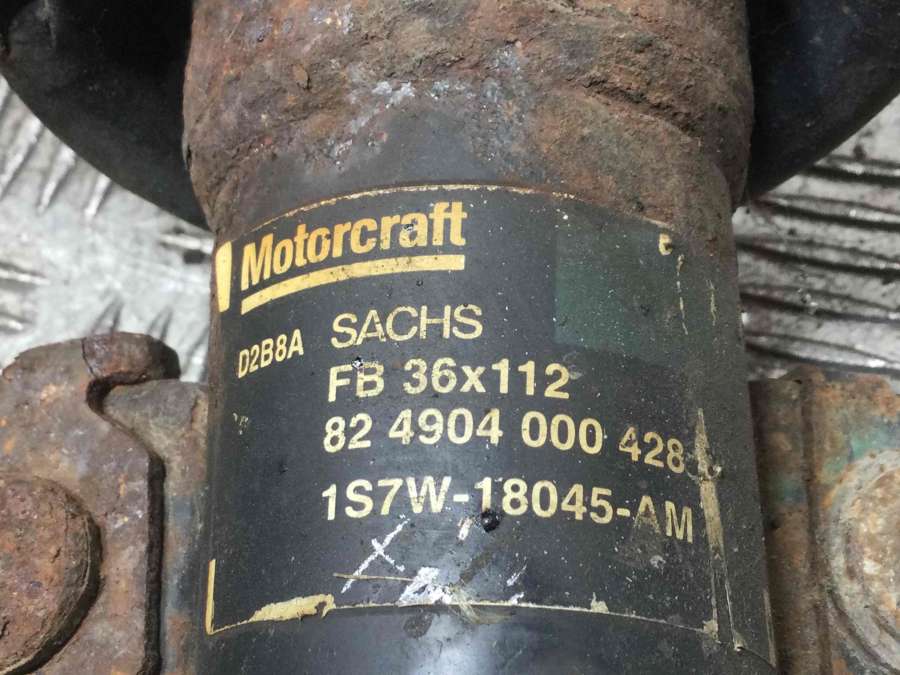 Motorcraft
D2B8A SACHS
FB 36x112
82 4904 000 428
1S7W-18045-AM